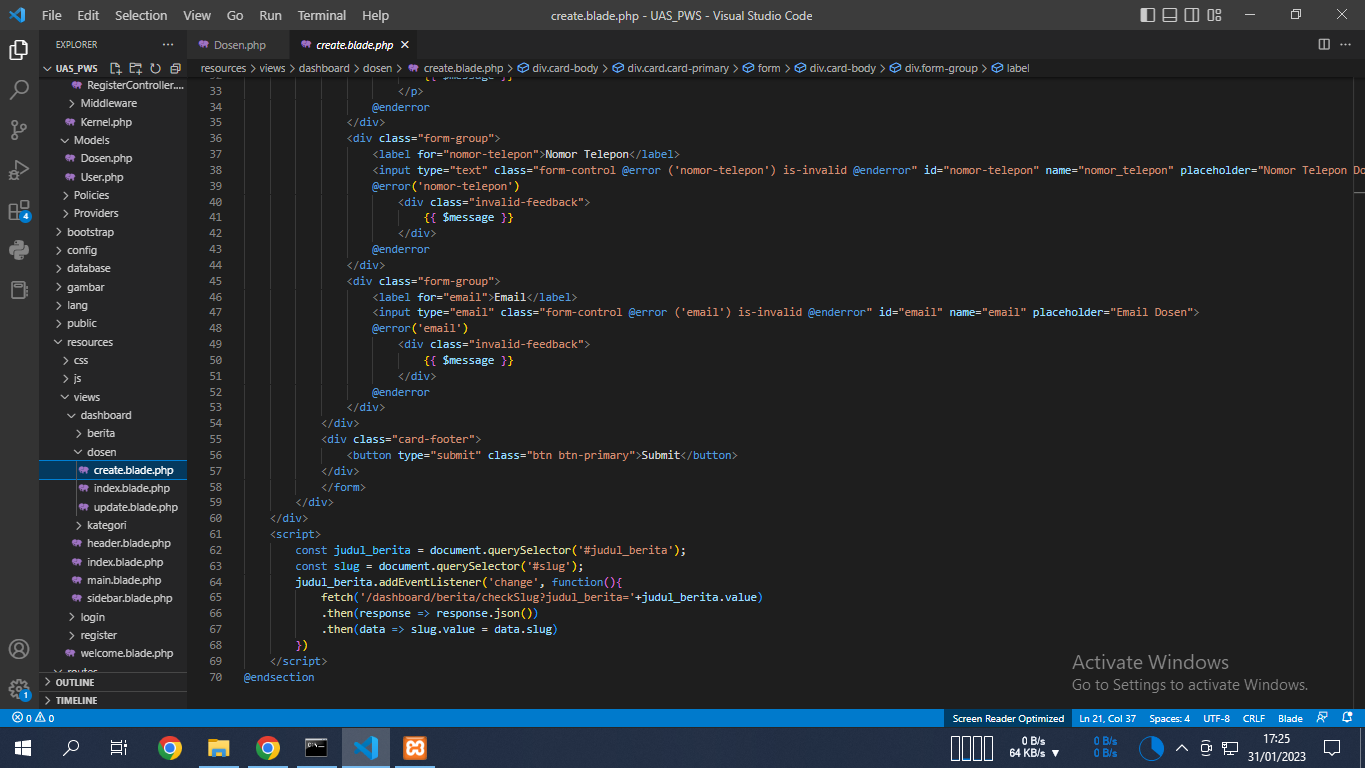 File Edit Selection View Go Run Terminal Help
create.blade.php - UAS_PWS - Visual Studio Code
EXPLORER
Dosen.php
create.blade.php
UAS_PWS
resources > views > dashboard > dosen > create.blade.php > div.card-body > div.card.card-primary > form > div.card-body > div.form-group > label
RegisterController....
Middleware
Kernel.php
Models
Dosen.php
User.php
Policies
Providers
bootstrap
config
database
gambar
lang
public
resources
css
js
views
dashboard
berita
dosen
create.blade.php
index.blade.php
update.blade.php
kategori
header.blade.php
index.blade.php
main.blade.php
sidebar.blade.php
login
register
welcome.blade.php
routes
OUTLINE
TIMELINE
32 {{ $message }}
33 </p>
34 @enderror
35 </div>
36 <div class="form-group">
37 <label for="nomor-telepon">Nomor Telepon</label>
38 <input type="text" class="form-control @error ('nomor-telepon') is-invalid @enderror" id="nomor-telepon" name="nomor_telepon" placeholder="Nomor Telepon Do
39 @error('nomor-telepon')
40 <div class="invalid-feedback">
41 {{ $message }}
42 </div>
43 @enderror
44 </div>
45 <div class="form-group">
46 <label for="email">Email</label>
47 <input type="email" class="form-control @error ('email') is-invalid @enderror" id="email" name="email" placeholder="Email Dosen">
48 @error('email')
49 <div class="invalid-feedback">
50 {{ $message }}
51 </div>
52 @enderror
53 </div>
54 </div>
55 <div class="card-footer">
56 <button type="submit" class="btn btn-primary">Submit</button>
57 </div>
58 </form>
59 </div>
60 </div>
61 <script>
62 const judul_berita = document.querySelector('#judul_berita');
63 const slug = document.querySelector('#slug');
64 judul_berita.addEventListener('change', function(){
65 fetch('/dashboard/berita/checkSlug?judul_berita='+judul_berita.value)
66 .then(response => response.json())
67 .then(data => slug.value = data.slug)
68 })
69 </script>
70 @endsection
Activate Windows
Go to Settings to activate Windows.
4
1
0 0
Screen Reader Optimized Ln 21, Col 37 Spaces: 4 UTF-8 CRLF Blade
0 B/s
64 KB/s
0 B/s
0 B/s
17:25
31/01/2023